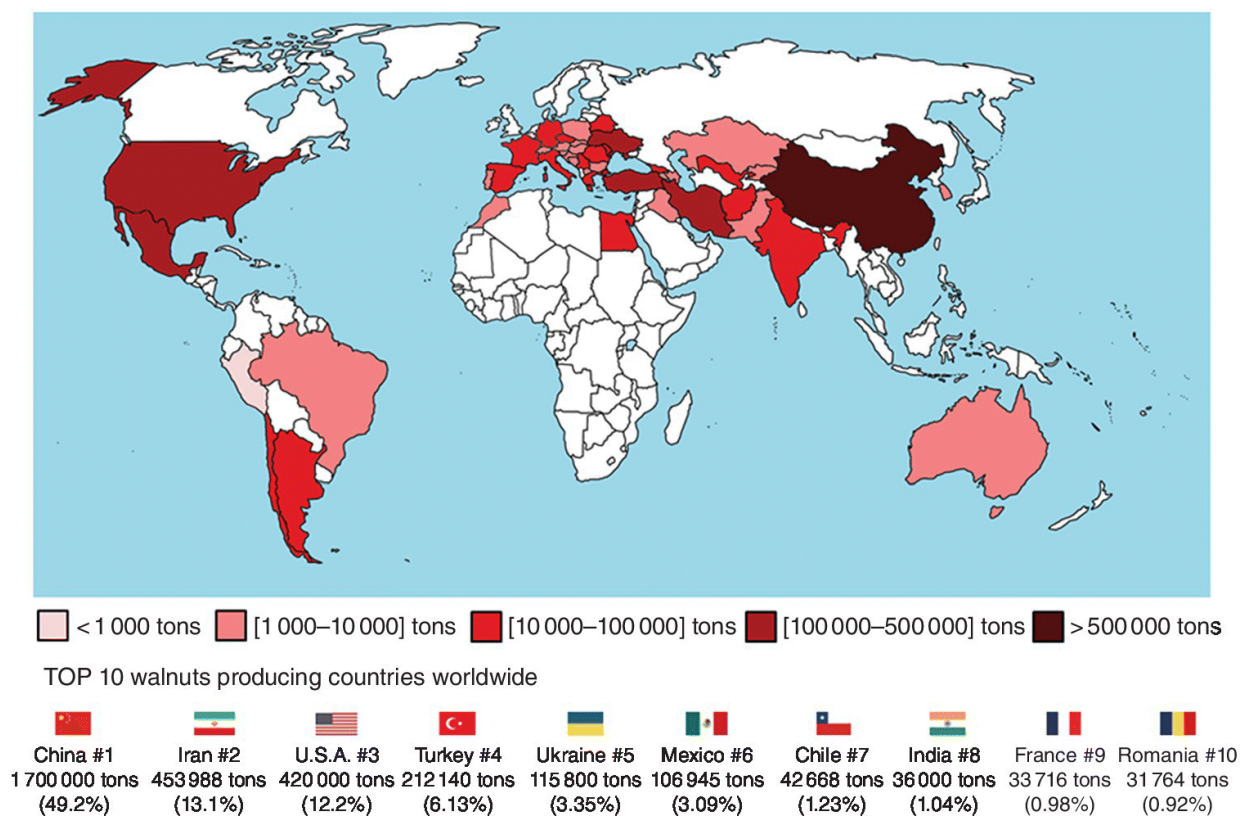 < 1 000 tons [1 000–10 000] tons [10 000–100 000] tons [100 000–500 000] tons > 500 000 tons
TOP 10 walnuts producing countries worldwide
China #1 Iran #2 U.S.A. #3 Turkey #4 Ukraine #5 Mexico #6 Chile #7 India #8 France #9 Romania #10
1 700 000 tons 453 988 tons 420 000 tons 212 140 tons 115 800 tons 106 945 tons 42 668 tons 36 000 tons 33 716 tons 31 764 tons
(49.2%) (13.1%) (12.2%) (6.13%) (3.35%) (3.09%) (1.23%) (1.04%) (0.98%) (0.92%)